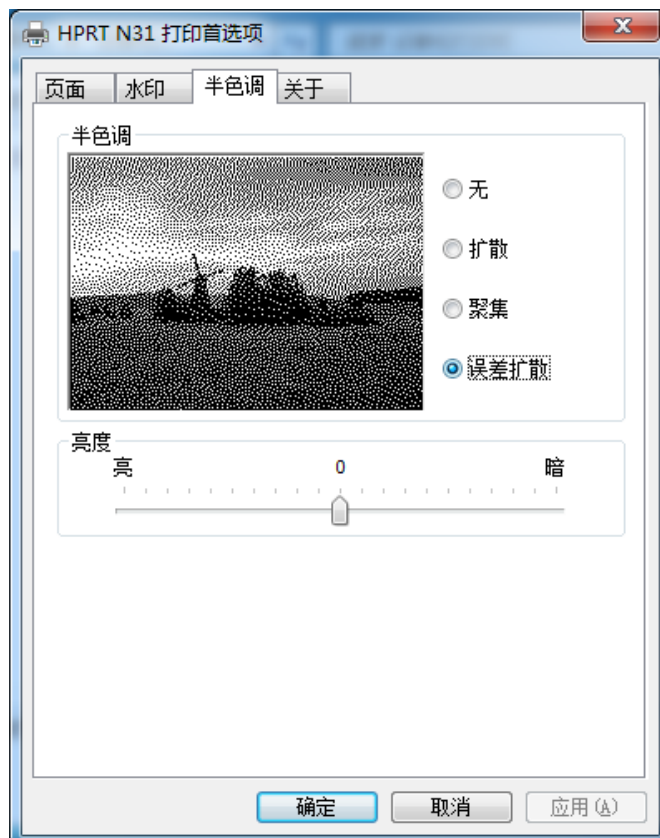 HPRT N31 打印首选项
页面 水印 半色调 关于
半色调
无
扩散
聚集
误差扩散
亮度
亮 0 暗
确定 取消 应用(A)